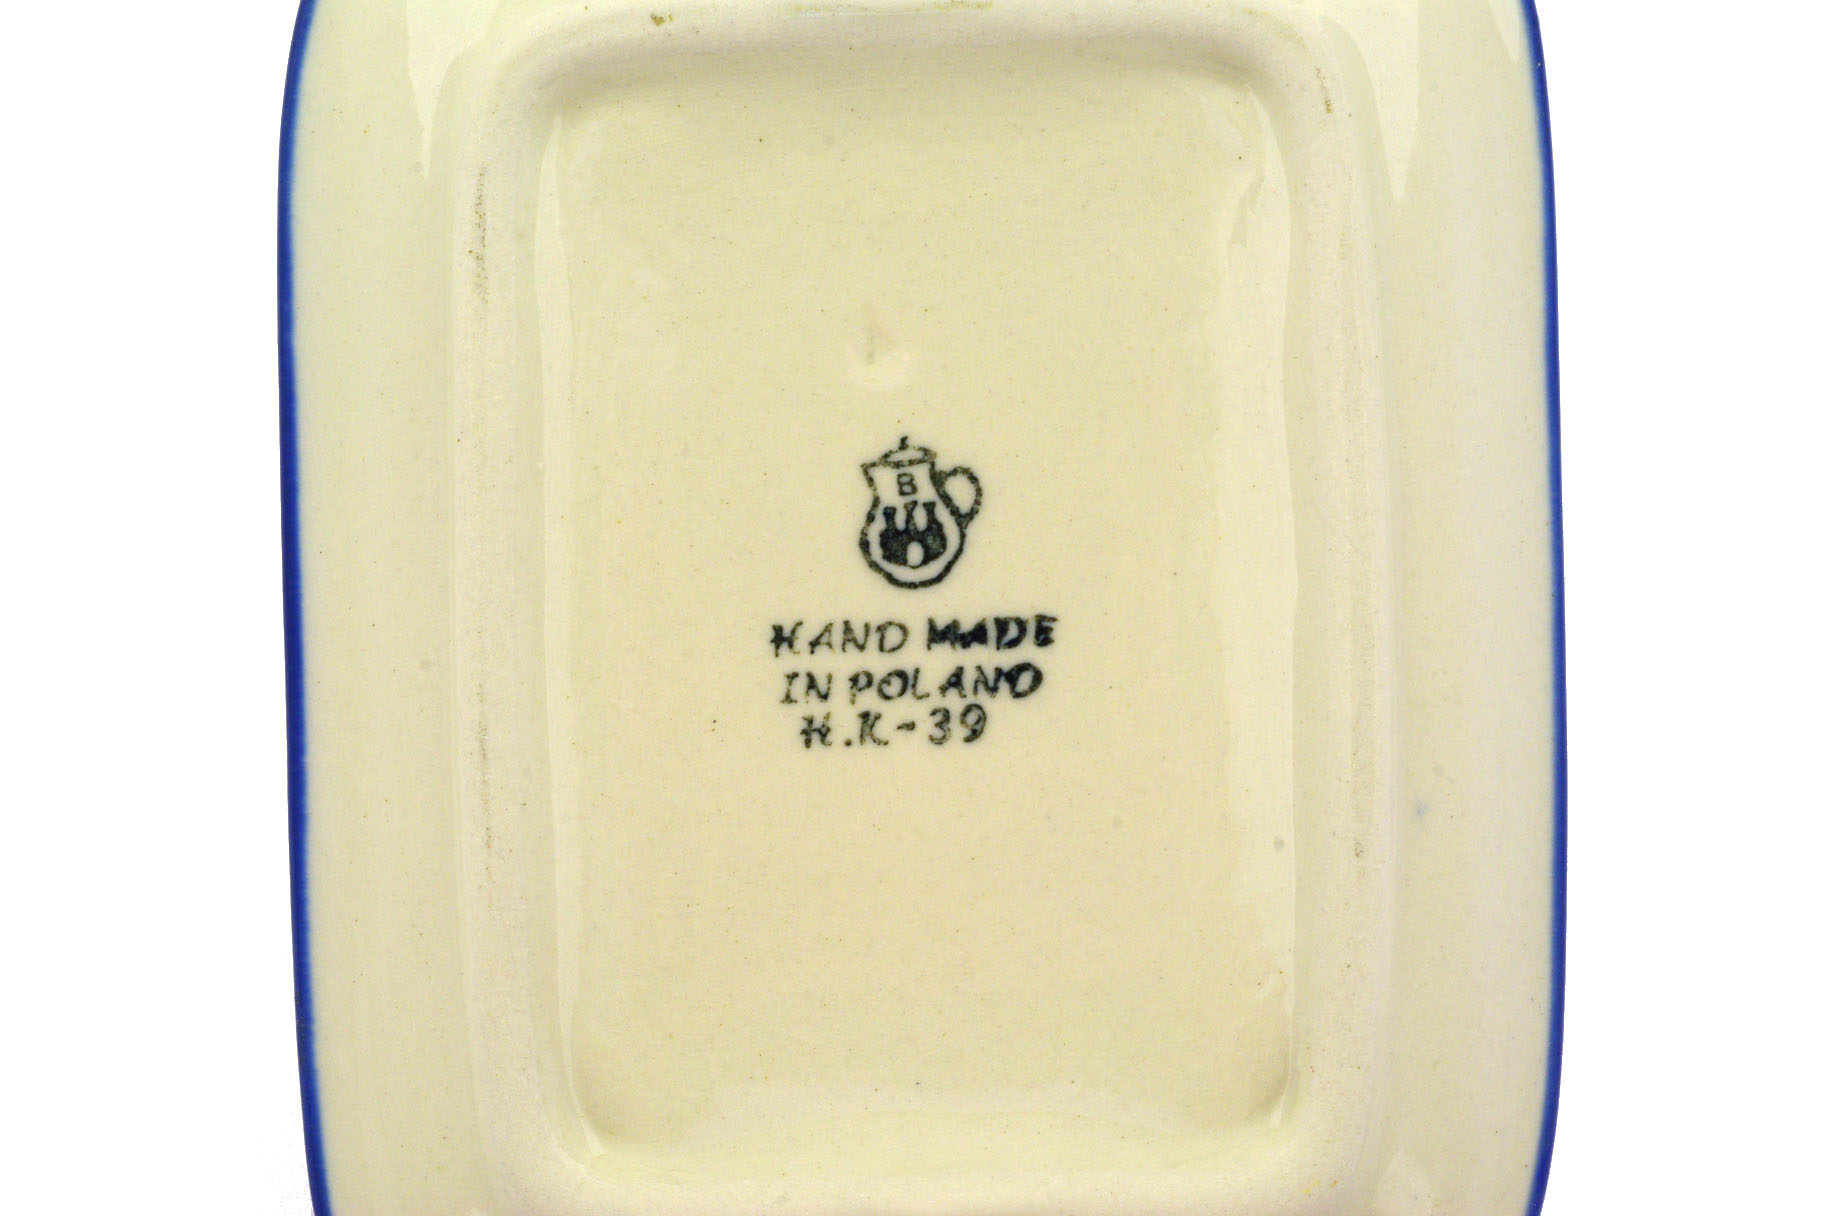 B
HAND MADE
IN POLAND
H.K-39